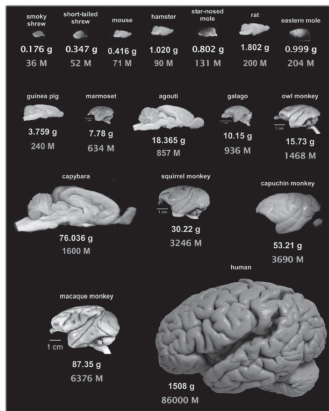 smoky shrew
short-tailed shrew
mouse
hamster
star-nosed mole
rat
eastern mole
0.176 g
0.347 g
0.416 g
1.020 g
0.802 g
1.802 g
0.999 g
36 M
52 M
71 M
90 M
131 M
200 M
204 M
guinea pig
marmoset
agouti
galago
owl monkey
3.759 g
7.78 g
18.365 g
10.15 g
15.73 g
240 M
634 M
857 M
936 M
1468 M
capybara
squirrel monkey
capuchin monkey
1 cm
76.036 g
30.22 g
53.21 g
1600 M
3246 M
3690 M
human
macaque monkey
1 cm
87.35 g
1508 g
6376 M
86000 M